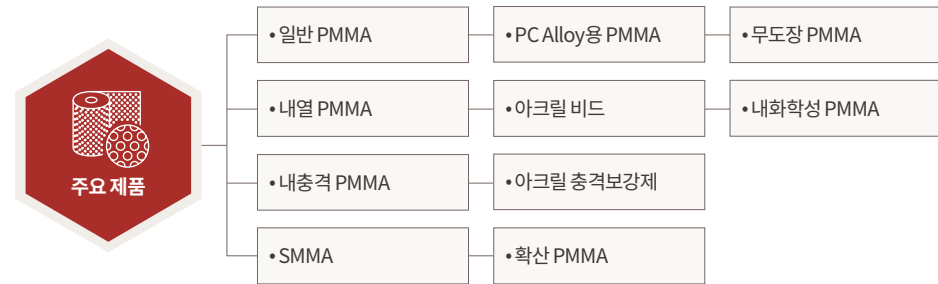 주요 제품
• 일반 PMMA
• PC Alloy용 PMMA
• 무도장 PMMA
• 내열 PMMA
• 아크릴 비드
• 내화학성 PMMA
• 내충격 PMMA
• 아크릴 충격보강제
• SMMA
• 확산 PMMA